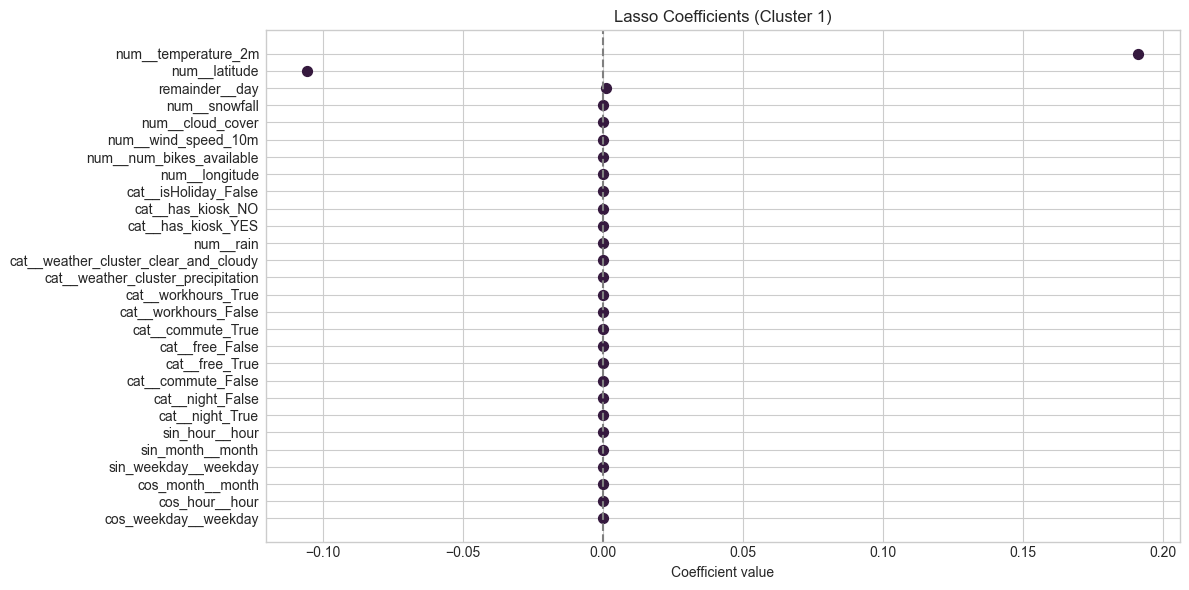 Lasso Coefficients (Cluster 1)
num__temperature_2m
num__latitude
remainder__day
num__snowfall
num__cloud_cover
num__wind_speed_10m
num__num_bikes_available
num__longitude
cat__isHoliday_False
cat__has_kiosk_NO
cat__has_kiosk_YES
num__rain
cat__weather_cluster_clear_and_cloudy
cat__weather_cluster_precipitation
cat__workhours_True
cat__workhours_False
cat__commute_True
cat__free_False
cat__free_True
cat__commute_False
cat__night_False
cat__night_True
sin_hour__hour
sin_month__month
sin_weekday__weekday
cos_month__month
cos_hour__hour
cos_weekday__weekday
−0.10 −0.05 0.00 0.05 0.10 0.15 0.20
Coefficient value